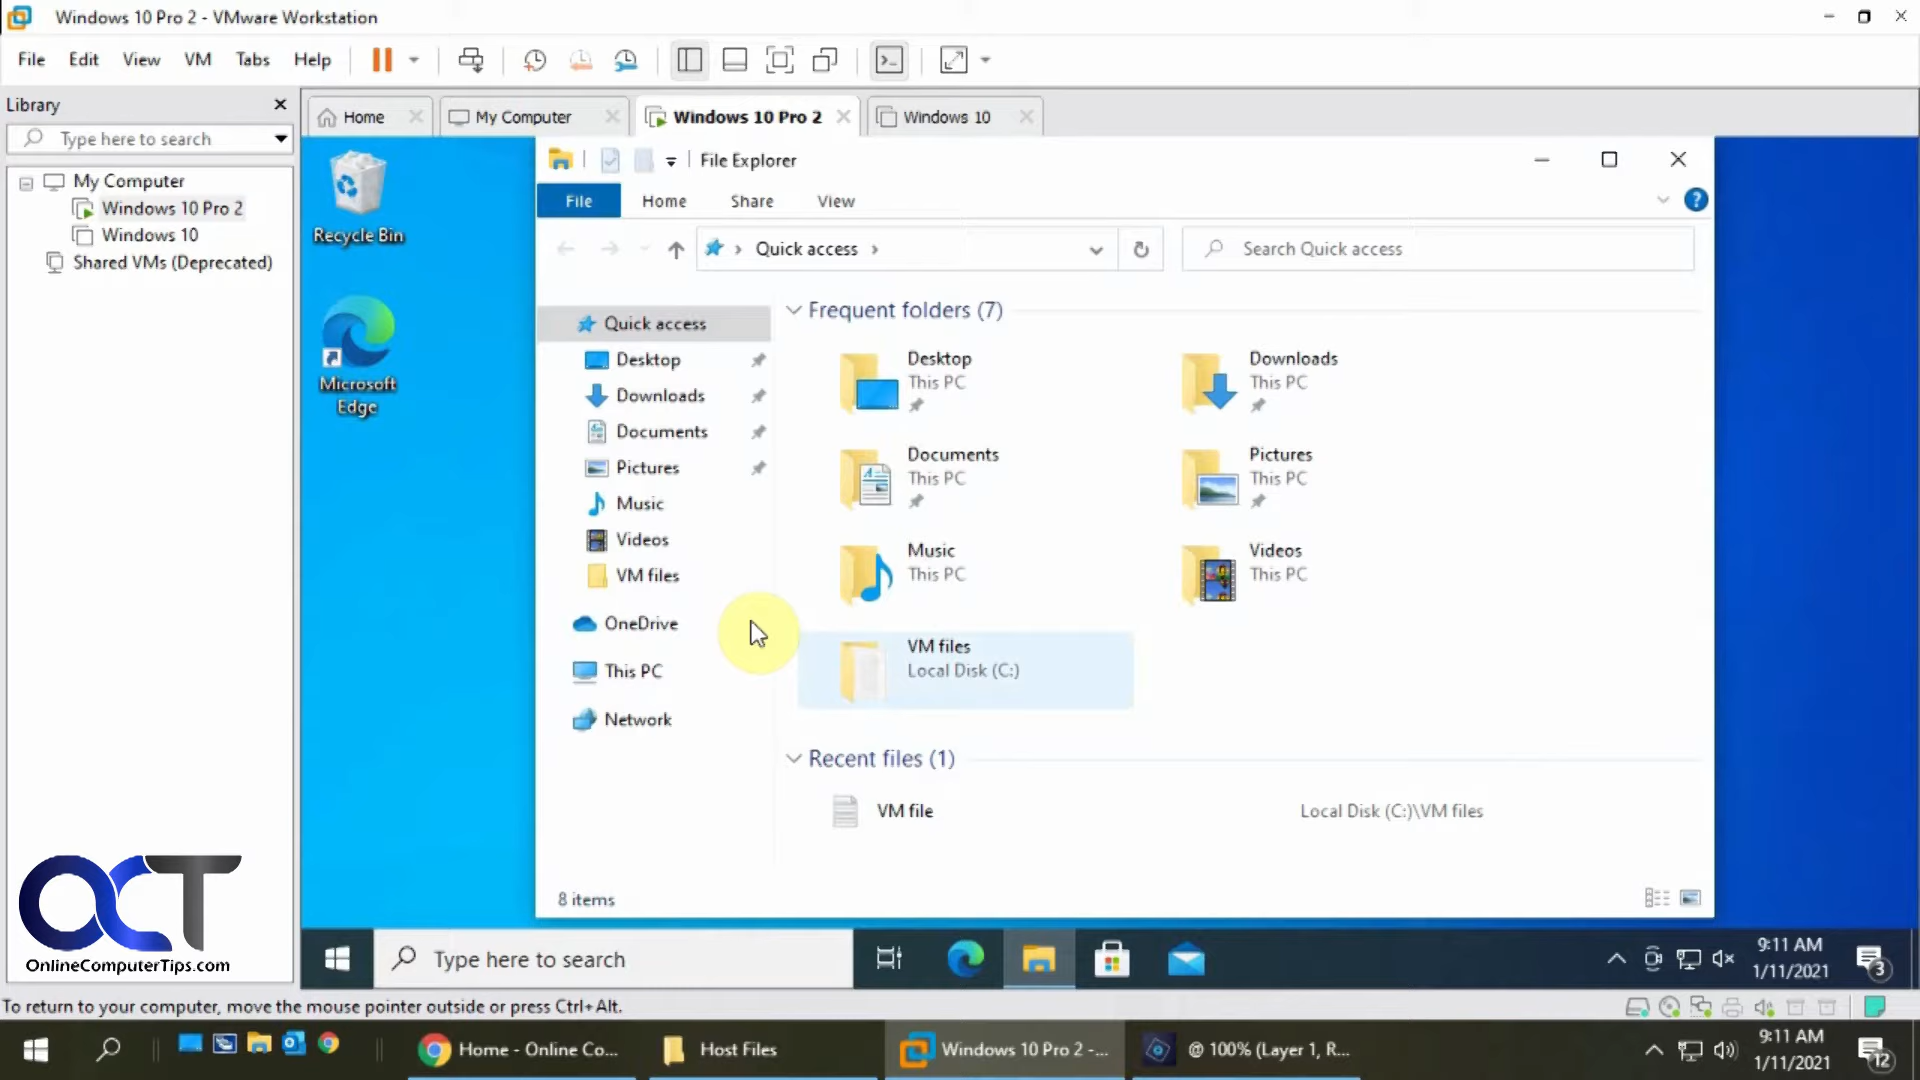 Windows 10 Pro 2 - VMware Workstation
File Edit View VM Tabs Help
Library
Type here to search
My Computer
Windows 10 Pro 2
Windows 10
Shared VMs (Deprecated)
Home My Computer Windows 10 Pro 2 Windows 10
Recycle Bin
Microsoft
Edge
File Explorer
File Home Share View
Quick access
Search Quick access
Quick access
Desktop
Downloads
Documents
Pictures
Music
Videos
VM files
OneDrive
This PC
Network
Frequent folders (7)
Desktop
This PC
Downloads
This PC
Documents
This PC
Pictures
This PC
Music
This PC
Videos
This PC
VM files
Local Disk (C:)
Recent files (1)
VM file Local Disk (C:)\VM files
8 items
OCT
OnlineComputerTips.com
Type here to search
9:11 AM
1/11/2021
3
To return to your computer, move the mouse pointer outside or press Ctrl+Alt.
Home - Online Co...
Host Files
Windows 10 Pro 2 -...
@ 100% (Layer 1, R...
9:11 AM
1/11/2021
12